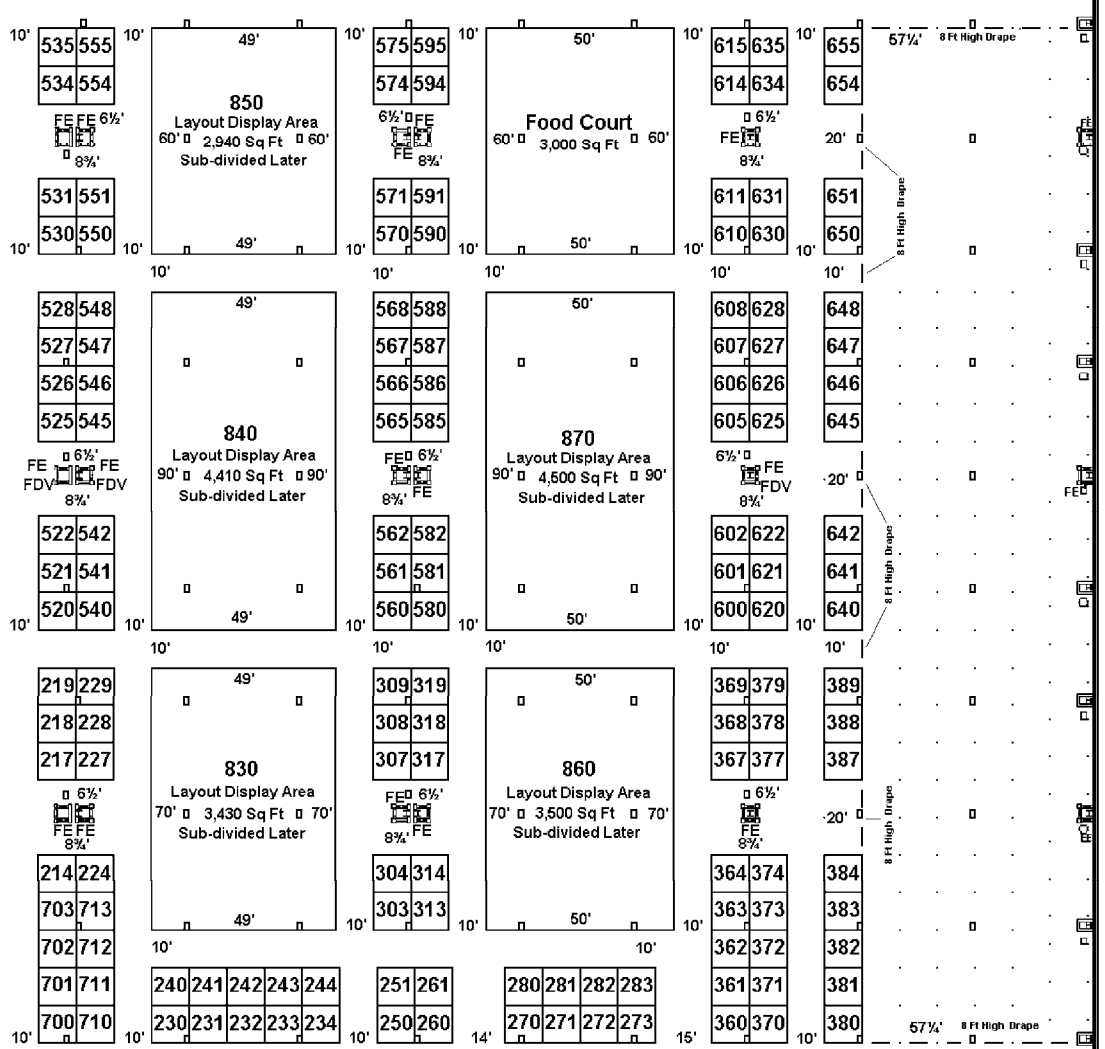 10' 535 555 10' 49' 10' 575 595 10' 50' 10' 615 635 10' 655 57¼' 8 Ft High Drape
534 554 574 594 614 634 654
850
FE FE 6½' Layout Display Area 6½' FE Food Court 6½'
60' 2,940 Sq Ft 60' 60' 3,000 Sq Ft 60' FE 20' FE
8¾' Sub-divided Later FE 8¾' 8¾'
531 551 571 591 611 631 651
8 Ft High Drape
530 550 570 590 610 630 650
10' 10' 49' 10' 10' 50' 10' 10'
10' 10' 10' 10' 10'
528 548 49' 568 588 50' 608 628 648
527 547 567 587 607 627 647
526 546 566 586 606 626 646
525 545 565 585 605 625 645
840 870
6½' Layout Display Area FE 6½' Layout Display Area 6½'
FE FE 90' 4,410 Sq Ft 90' 90' 4,500 Sq Ft 90' FE 20'
FDV FDV Sub-divided Later FE Sub-divided Later FDV FE
8¾' 8¾' 8¾'
522 542 562 582 602 622 642
521 541 561 581 601 621 641
8 Ft High Drape
520 540 560 580 600 620 640
10' 10' 49' 10' 10' 50' 10' 10'
10' 10' 10' 10' 10'
219 229 49' 309 319 50' 369 379 389
218 228 308 318 368 378 388
217 227 307 317 367 377 387
830 860
6½' Layout Display Area FE 6½' Layout Display Area 6½'
70' 3,430 Sq Ft 70' 70' 3,500 Sq Ft 70' 20'
8 Ft High Drape
FE FE Sub-divided Later 8¾' FE Sub-divided Later FE FE
8¾' 8¾'
214 224 304 314 364 374 384
703 713 49' 303 313 50' 363 373 383
10' 10' 10'
702 712 10' 10' 362 372 382
701 711 240 241 242 243 244 251 261 280 281 282 283 361 371 381
700 710 230 231 232 233 234 250 260 270 271 272 273 360 370 380 57¼' 8 Ft High Drape
10' 10' 10' 14' 15' 10'